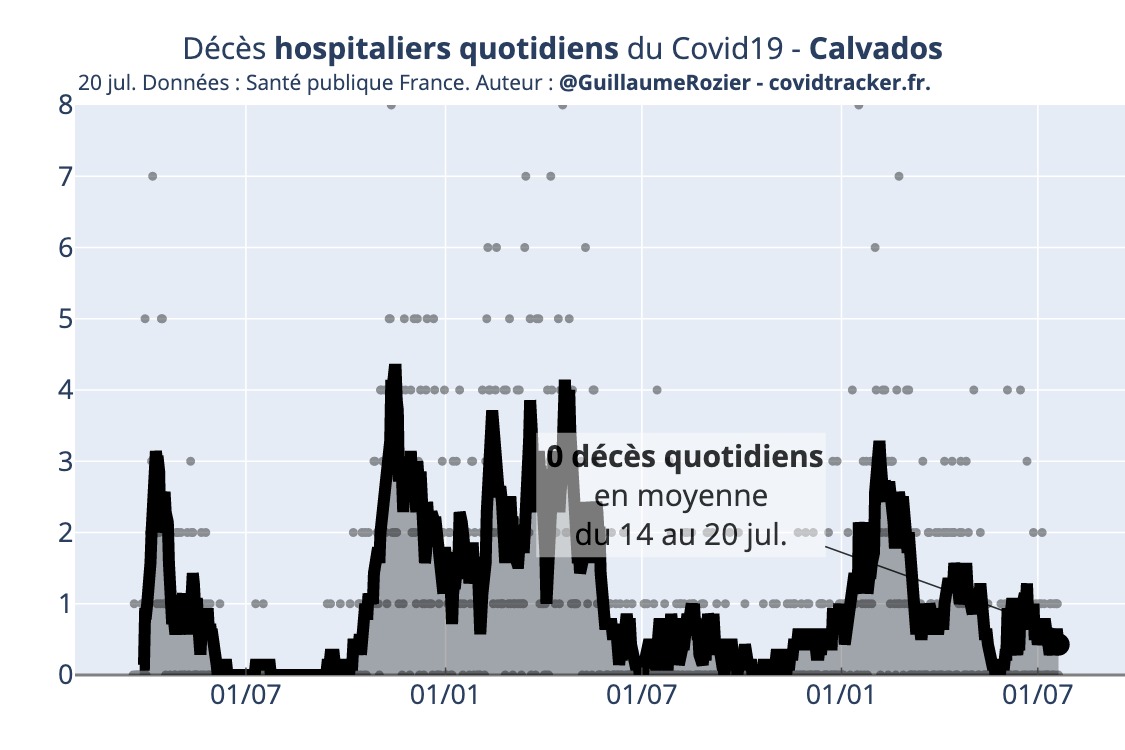 Décès hospitaliers quotidiens du Covid19 - Calvados
20 jul. Données : Santé publique France. Auteur : @GuillaumeRozier - covidtracker.fr.
8
7
6
5
4
3
2
1
0
0 décès quotidiens
en moyenne
du 14 au 20 jul.
01/07 01/01 01/07 01/01 01/07